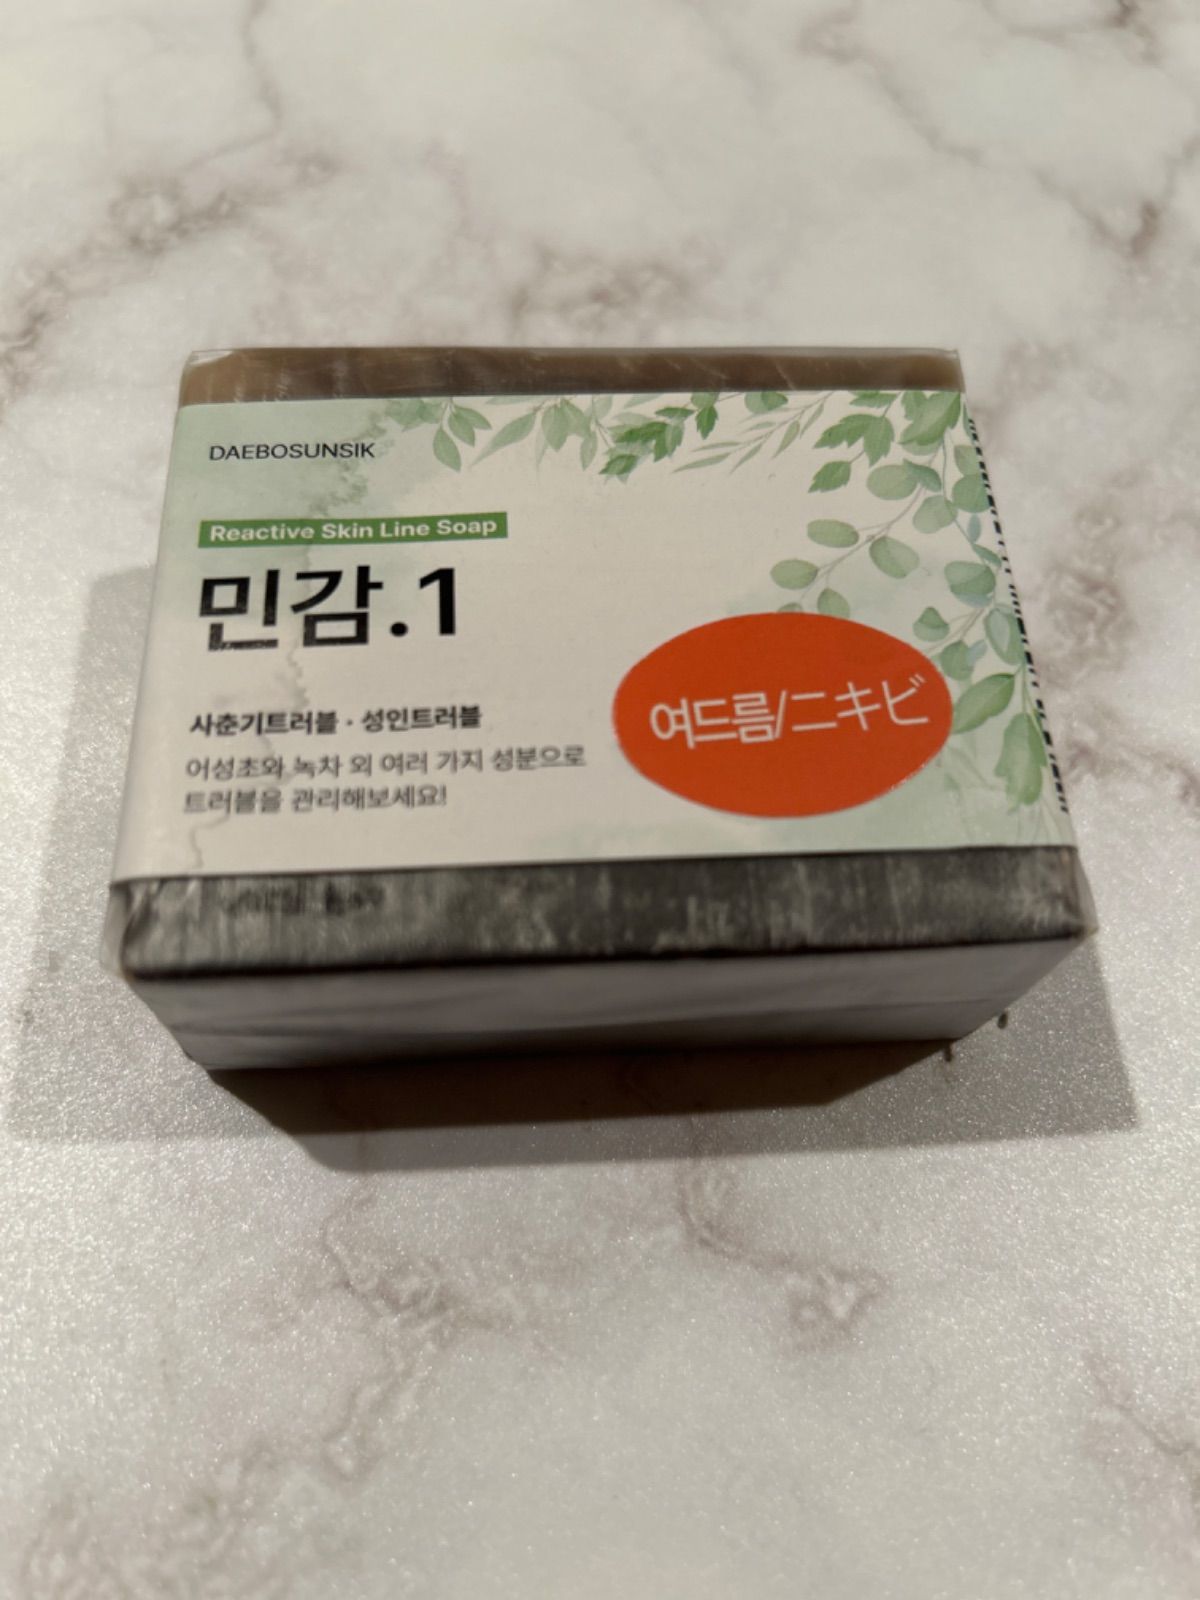 DAEBOSUNSIK
Reactive Skin Line Soap
민감.1
사춘기트러블 · 성인트러블
어성초와 녹차 외 여러 가지 성분으로
트러블을 관리해보세요!
여드름/ニキビ